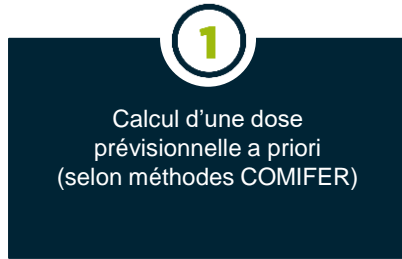 1
Calcul d'une dose
prévisionnelle a priori
(selon méthodes COMIFER)